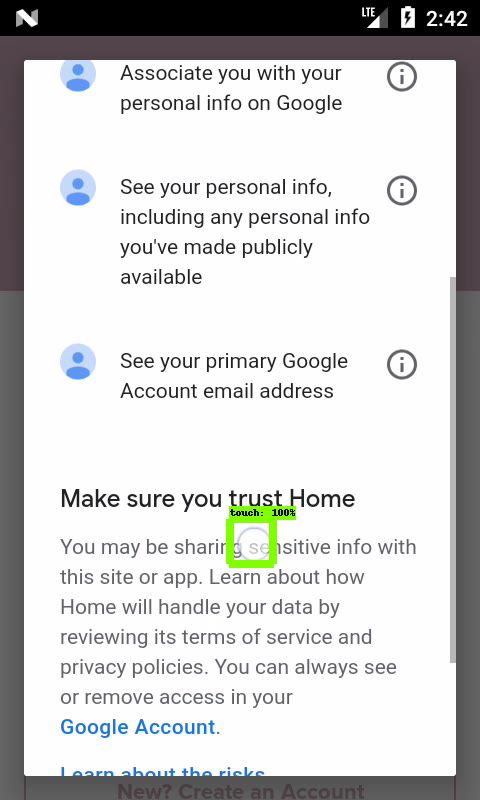 LTE 2:42
Associate you with your
personal info on Google
See your personal info,
including any personal info
you've made publicly
available
See your primary Google
Account email address
Make sure you trust Home
touch: 100%
You may be sharing sensitive info with
this site or app. Learn about how
Home will handle your data by
reviewing its terms of service and
privacy policies. You can always see
or remove access in your
Google Account.
Learn about the risks
New? Create an Account